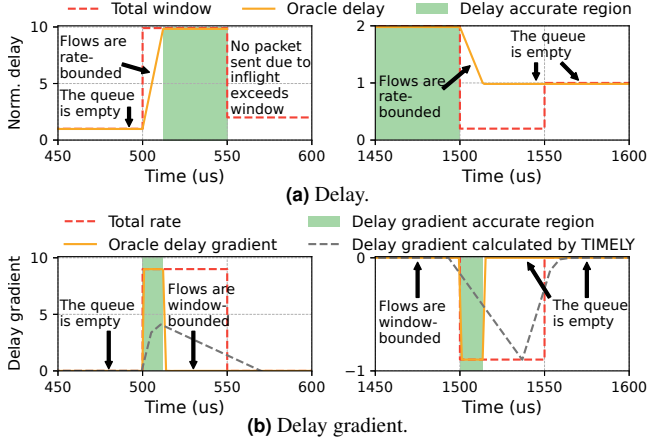 Total window Oracle delay Delay accurate region
Norm. delay
10
5
0
Flows are
rate-
bounded
The queue
is empty
No packet
sent due to
inflight
exceeds
window
450 500 550 600
Time (us)
2
1
0
Flows are
rate-
bounded
The queue
is empty
1450 1500 1550 1600
Time (us)
(a) Delay.
Total rate Delay gradient accurate region
Oracle delay gradient Delay gradient calculated by TIMELY
Delay gradient
10
5
0
The queue
is empty
Flows are
window-
bounded
450 500 550 600
Time (us)
0
−1
Flows are
window-
bounded
The queue
is empty
1450 1500 1550 1600
Time (us)
(b) Delay gradient.